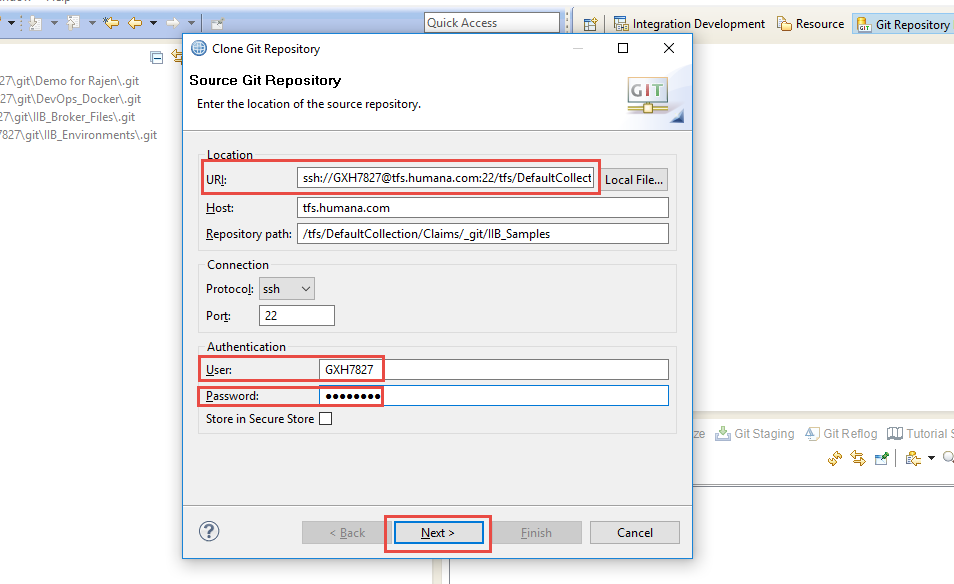 Help
Quick Access
Integration Development
Resource
Git Repository
27\git\Demo for Rajen\.git
27\git\DevOps_Docker\.git
27\git\IIB_Broker_Files\.git
7827\git\IIB_Environments\.git
Clone Git Repository
Source Git Repository
Enter the location of the source repository.
GIT
Location
URI:
ssh://GXH7827@tfs.humana.com:22/tfs/DefaultCollect
Local File...
Host:
tfs.humana.com
Repository path:
/tfs/DefaultCollection/Claims/_git/IIB_Samples
Connection
Protocol:
ssh
Port:
22
Authentication
User:
GXH7827
Password:
●●●●●●●●
Store in Secure Store
ze
Git Staging
Git Reflog
Tutorial S
?
< Back
Next >
Finish
Cancel